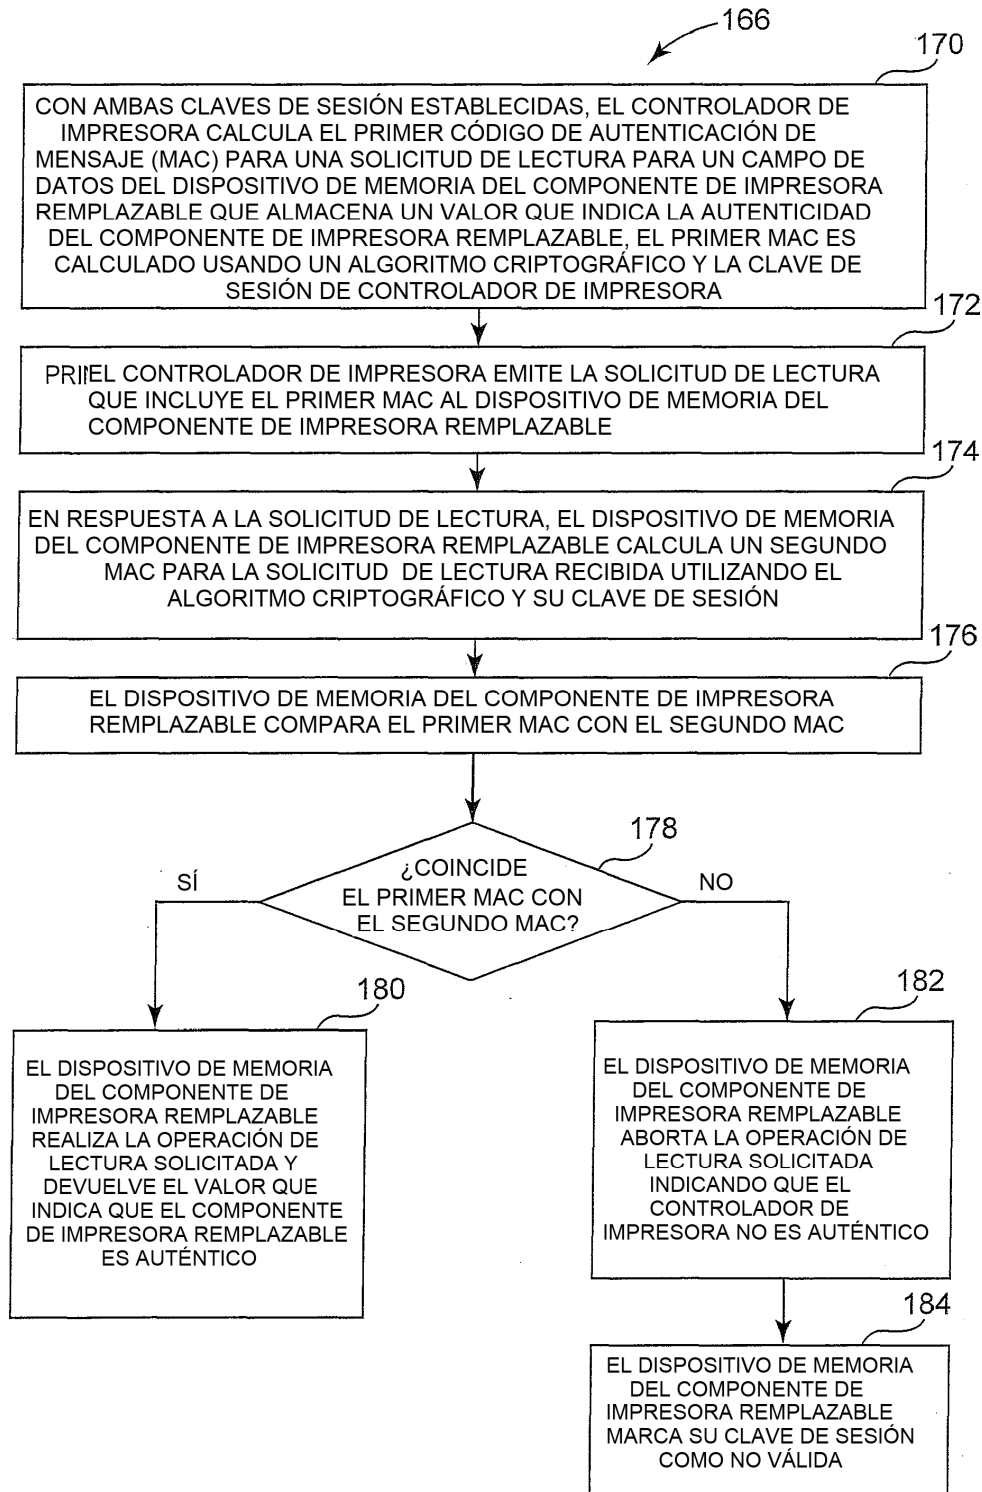 166
170
CON AMBAS CLAVES DE SESIÓN ESTABLECIDAS, EL CONTROLADOR DE
IMPRESORA CALCULA EL PRIMER CÓDIGO DE AUTENTICACIÓN DE
MENSAJE (MAC) PARA UNA SOLICITUD DE LECTURA PARA UN CAMPO DE
DATOS DEL DISPOSITIVO DE MEMORIA DEL COMPONENTE DE IMPRESORA
REMPLAZABLE QUE ALMACENA UN VALOR QUE INDICA LA AUTENTICIDAD
DEL COMPONENTE DE IMPRESORA REMPLAZABLE, EL PRIMER MAC ES
CALCULADO USANDO UN ALGORITMO CRIPTOGRÁFICO Y LA CLAVE DE
SESIÓN DE CONTROLADOR DE IMPRESORA
172
EL CONTROLADOR DE IMPRESORA EMITE LA SOLICITUD DE LECTURA
QUE INCLUYE EL PRIMER MAC AL DISPOSITIVO DE MEMORIA DEL
COMPONENTE DE IMPRESORA REMPLAZABLE
174
EN RESPUESTA A LA SOLICITUD DE LECTURA, EL DISPOSITIVO DE MEMORIA
DEL COMPONENTE DE IMPRESORA REMPLAZABLE CALCULA UN SEGUNDO
MAC PARA LA SOLICITUD DE LECTURA RECIBIDA UTILIZANDO EL
ALGORITMO CRIPTOGRÁFICO Y SU CLAVE DE SESIÓN
176
EL DISPOSITIVO DE MEMORIA DEL COMPONENTE DE IMPRESORA
REMPLAZABLE COMPARA EL PRIMER MAC CON EL SEGUNDO MAC
178
¿COINCIDE
EL PRIMER MAC CON
EL SEGUNDO MAC?
SÍ
NO
180
EL DISPOSITIVO DE MEMORIA
DEL COMPONENTE DE
IMPRESORA REMPLAZABLE
REALIZA LA OPERACIÓN DE
LECTURA SOLICITADA Y
DEVUELVE EL VALOR QUE
INDICA QUE EL COMPONENTE
DE IMPRESORA REMPLAZABLE
ES AUTÉNTICO
182
EL DISPOSITIVO DE MEMORIA
DEL COMPONENTE DE
IMPRESORA REMPLAZABLE
ABORTA LA OPERACIÓN DE
LECTURA SOLICITADA
INDICANDO QUE EL
CONTROLADOR DE
IMPRESORA NO ES AUTÉNTICO
184
EL DISPOSITIVO DE MEMORIA
DEL COMPONENTE DE
IMPRESORA REMPLAZABLE
MARCA SU CLAVE DE SESIÓN
COMO NO VÁLIDA